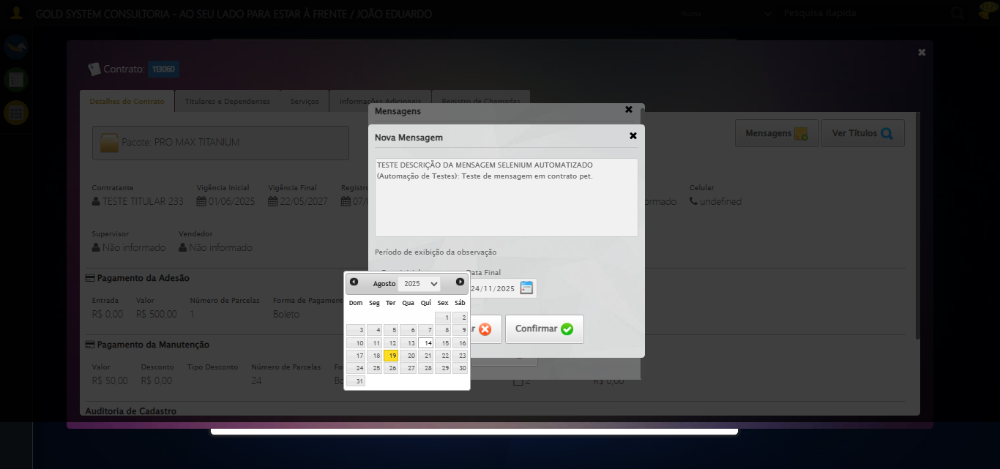 GOLD SYSTEM CONSULTORIA - AO SEU LADO PARA ESTAR À FRENTE / JOÃO EDUARDO
Nome
Pesquisa Rapida
Contrato: 113060
Detalhes do Contrato
Titulares e Dependentes
Serviços
Informações Adicionais
Registro de Chamadas
Mensagens
Pacote: PRO MAX TITANIUM
Mensagens
Ver Títulos
Nova Mensagem
TESTE DESCRIÇÃO DA MENSAGEM SELENIUM AUTOMATIZADO
(Automação de Testes): Teste de mensagem em contrato pet.
Contratante
Vigência Inicial
Vigência Final
Registro
Celular
TESTE TITULAR 233
01/06/2025
22/05/2027
07/0
ormado
undefined
Supervisor
Vendedor
Não informado
Não informado
Período de exibição da observação
Data Final
24/11/2025
Confirmar
Agosto 2025
Dom Seg Ter Qua Qui Sex Sáb
1 2
3 4 5 6 7 8 9
10 11 12 13 14 15 16
17 18 19 20 21 22 23
24 25 26 27 28 29 30
31
Pagamento da Adesão
Entrada
Valor
Número de Parcelas
Forma de Pagament
R$ 0,00
R$ 500,00
1
Boleto
Pagamento da Manutenção
Valor
Desconto
Tipo Desconto
Número de Parcelas
Fo
R$ 50,00
R$ 0,00
24
Bo
2
R$ 0,00
Auditoria de Cadastro